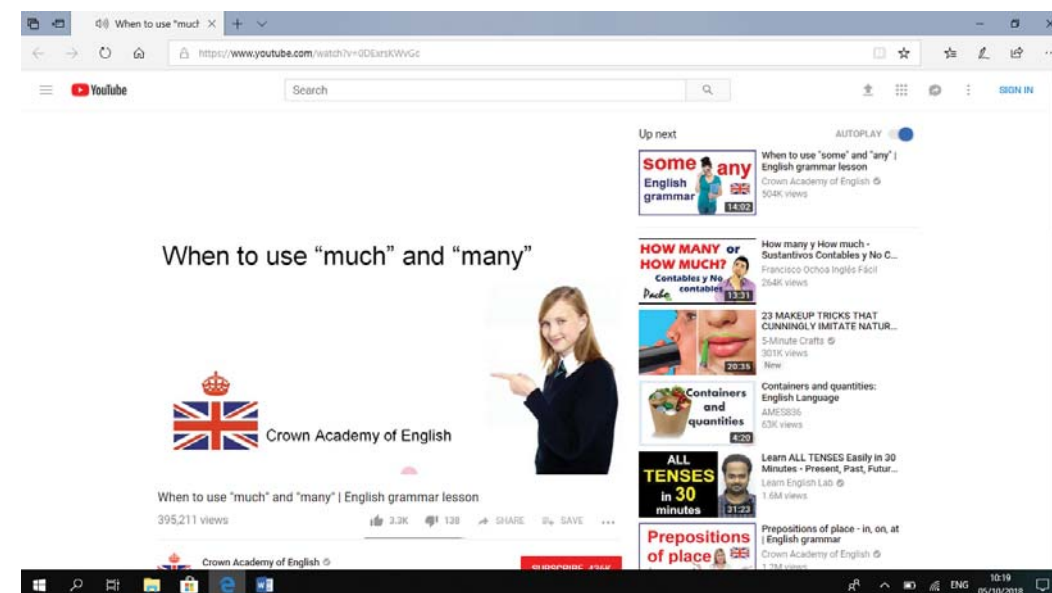 When to use "much
https://www.youtube.com/watch?v=0DExrsKWvGc
YouTube
Search
SIGN IN
When to use “much” and “many”
Crown Academy of English
When to use "much" and "many" | English grammar lesson
395,211 views
3.3K
138
SHARE
SAVE
Crown Academy of English
SUBSCRIBE 436K
Up next
AUTOPLAY
some any
English
grammar
14:02
When to use "some" and "any" |
English grammar lesson
Crown Academy of English
504K views
HOW MANY or
HOW MUCH?
Contables y No
contables
Pacho
13:31
How many y How much -
Sustantivos Contables y No C...
Francisco Ochoa Inglés Fácil
264K views
20:35
23 MAKEUP TRICKS THAT
CUNNINGLY IMITATE NATUR...
5-Minute Crafts
301K views
New
Containers
and
quantities
4:20
Containers and quantities:
English Language
AMES836
63K views
ALL
TENSES
in 30
minutes
31:23
Learn ALL TENSES Easily in 30
Minutes - Present, Past, Futur...
Learn English Lab
1.6M views
Prepositions
of place
Prepositions of place - in, on, at
| English grammar
Crown Academy of English
1.2M views
ENG
10:19
05/10/2018